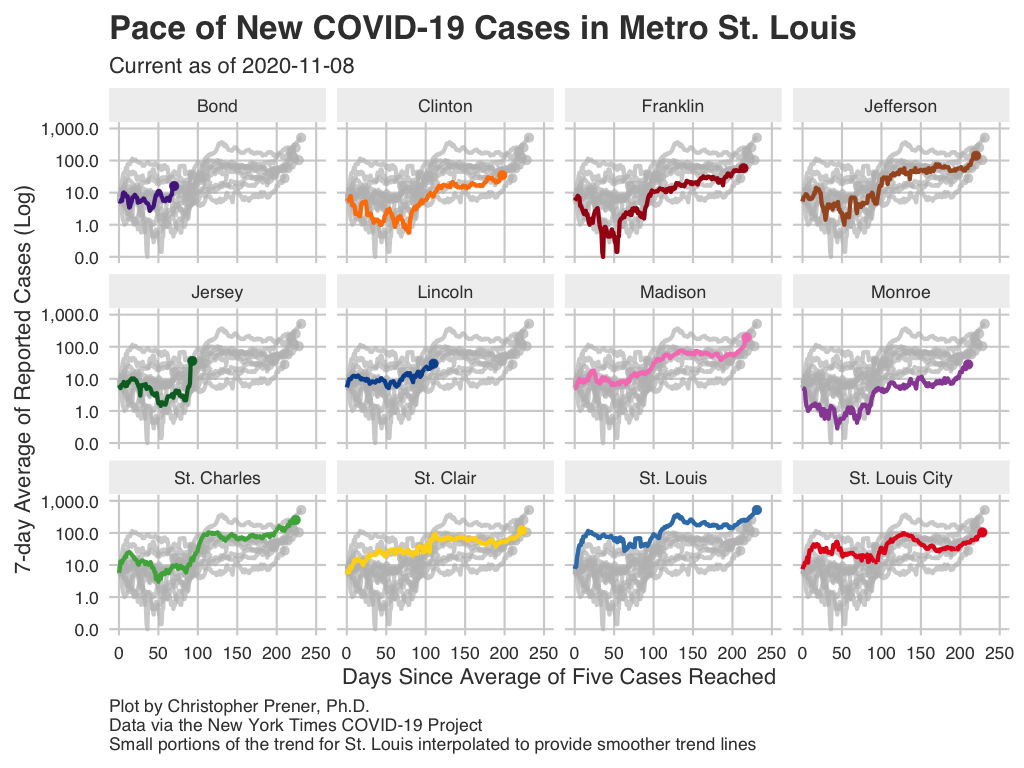 Pace of New COVID-19 Cases in Metro St. Louis
Current as of 2020-11-08
Bond Clinton Franklin Jefferson
1,000.0
100.0
10.0
1.0
0.0
Jersey Lincoln Madison Monroe
1,000.0
100.0
10.0
1.0
0.0
St. Charles St. Clair St. Louis St. Louis City
1,000.0
100.0
10.0
1.0
0.0
0 50 100 150 200 250 0 50 100 150 200 250 0 50 100 150 200 250 0 50 100 150 200 250
7-day Average of Reported Cases (Log)
Days Since Average of Five Cases Reached
Plot by Christopher Prener, Ph.D.
Data via the New York Times COVID-19 Project
Small portions of the trend for St. Louis interpolated to provide smoother trend lines